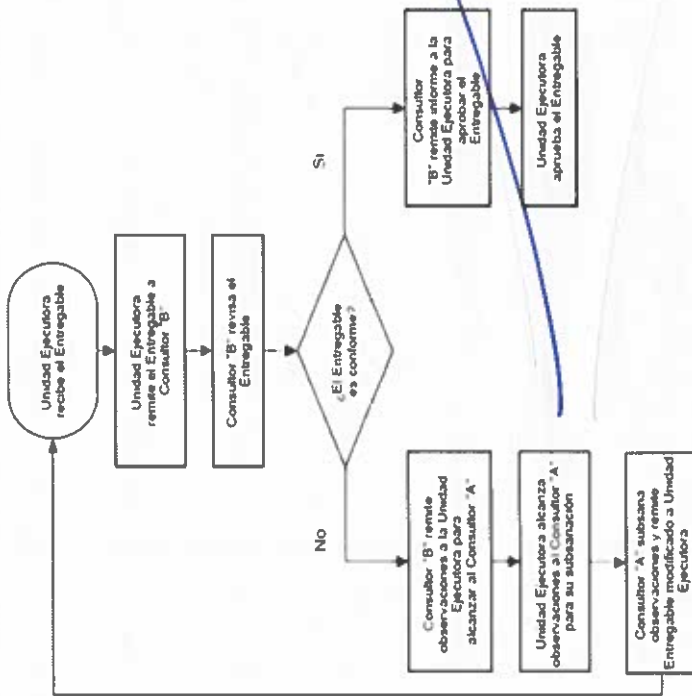 Unidad Ejecutora
recibe el Entregable
Unidad Ejecutora
remite el Entregable a
Consultor "B"
Consultor "B" revisa el
Entregable
¿El Entregable
es conforme?
No
Si
Consultor "B" remite
observaciones a la Unidad
Ejecutora para
alcanzar al Consultor "A"
Unidad Ejecutora alcanza
observaciones al Consultor "A"
para su subsanación
Consultor "A" subsana
observaciones y remite
Entregable modificado a Unidad
Ejecutora
Consultor
"B" remite informe a la
Unidad Ejecutora para
aprobar el
Entregable
Unidad Ejecutora
aprueba el Entregable